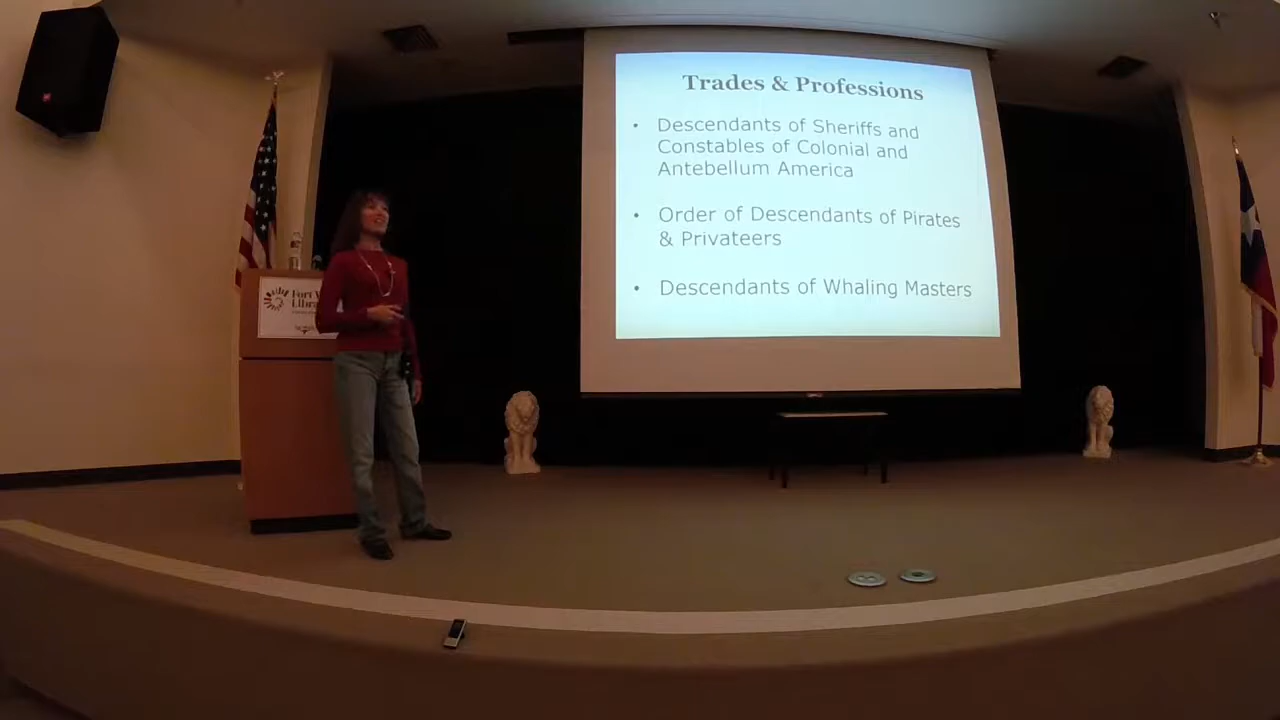 Trades & Professions
• Descendants of Sheriffs and
Constables of Colonial and
Antebellum America
• Order of Descendants of Pirates
& Privateers
• Descendants of Whaling Masters
Fort